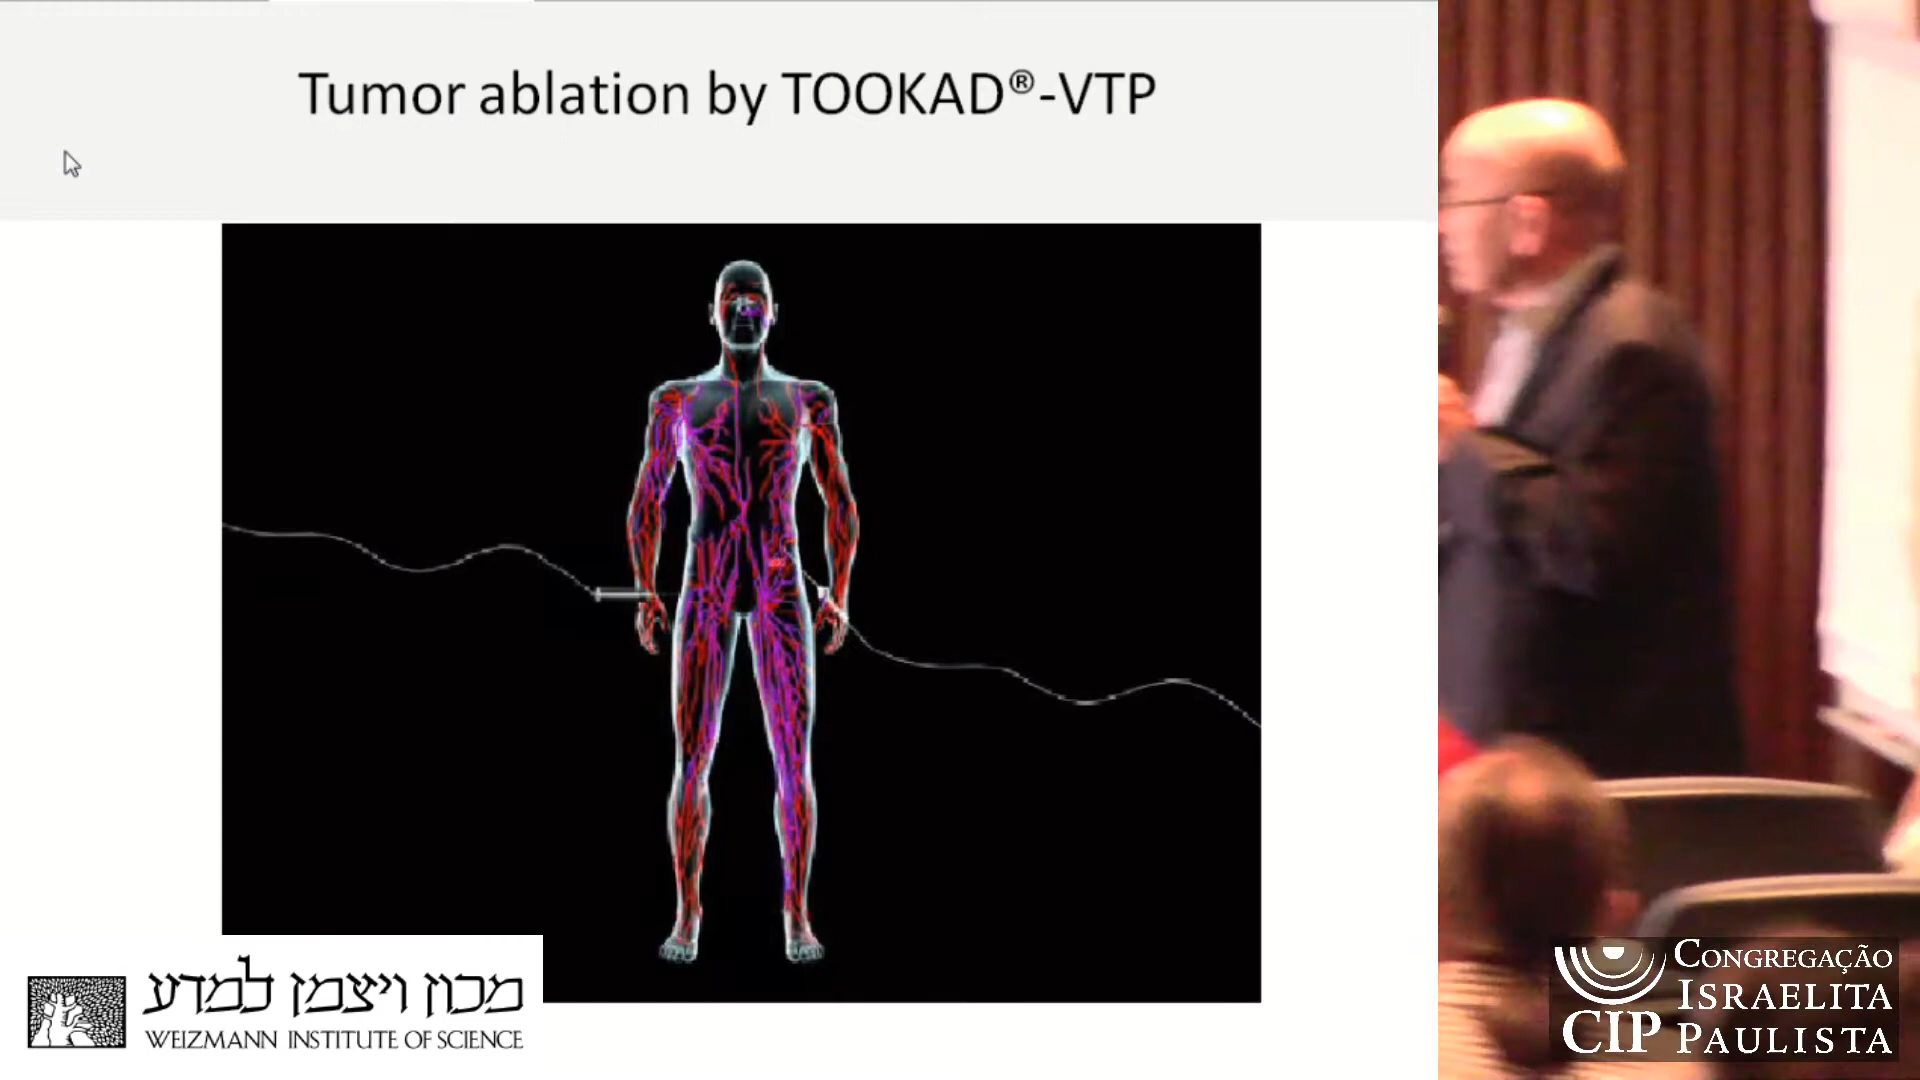 Tumor ablation by TOOKAD®-VTP
מכון ויצמן למדע
WEIZMANN INSTITUTE OF SCIENCE
CONGREGAÇÃO
ISRAELITA
CIP PAULISTA